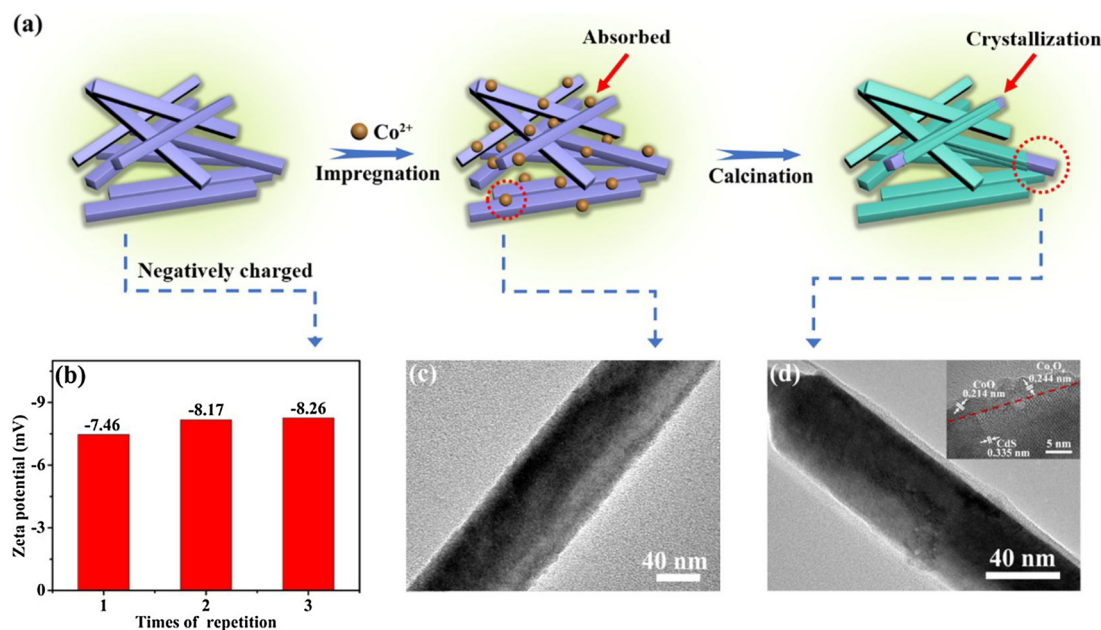 (a)
Absorbed
Crystallization
Co²⁺
Impregnation
Calcination
Negatively charged
(b)
Zeta potential (mV)
-9
-6
-3
0
-7.46
-8.17
-8.26
1 2 3
Times of repetition
(c)
40 nm
(d)
CoO
0.214 nm
Co₃O₄
0.244 nm
CdS
0.335 nm
5 nm
40 nm